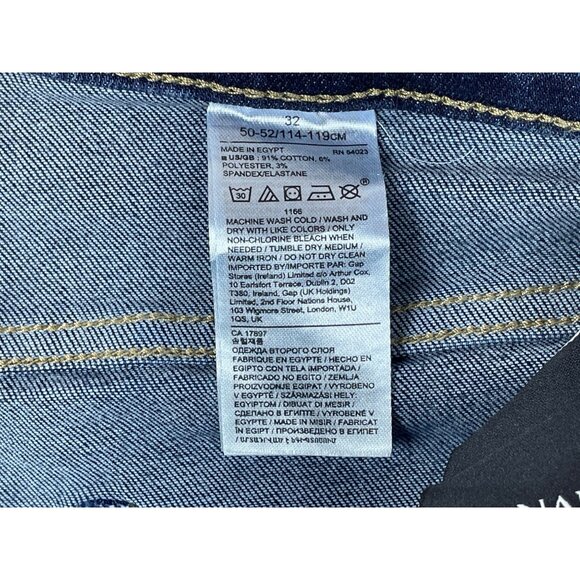 32
50-52/114-119CM
MADE IN EGYPT RN 54023
US/GB: 91% COTTON, 6%
POLYESTER, 3%
SPANDEX/ELASTANE
30
®
1166
MACHINE WASH COLD / WASH AND
DRY WITH LIKE COLORS / ONLY
NON-CHLORINE BLEACH WHEN
NEEDED / TUMBLE DRY MEDIUM /
WARM IRON / DO NOT DRY CLEAN
IMPORTED BY/IMPORTE PAR: Gap
Stores (Ireland) Limited c/o Arthur Cox,
10 Earlsfort Terrace, Dublin 2, D02
T380, Ireland, Gap (UK Holdings)
Limited, 2nd Floor Nations House,
103 Wigmore Street, London, W1U
1QS, UK
CA 17897
ОДЕЖДА ВТОРОГО СЛОЯ
FABRIQUE EN EGYPTE / HECHO EN
EGIPTO CON TELA IMPORTADA /
FABRICADO NO EGITO / ZEMLJA
PROIZVODNJE EGIPAT / VYROBENO
V EGYPTE / SZÁRMAZÁSI HELY:
EGYIPTOM / DIBUAT DI MESIR /
СДЕЛАНО В ЕГИПТЕ / VYROBENÉ V
EGYPTE / MADE IN MISIR / FABRICAT
ÎN EGIPT / ПРОИЗВЕДЕНО В ЕГИПЕТ